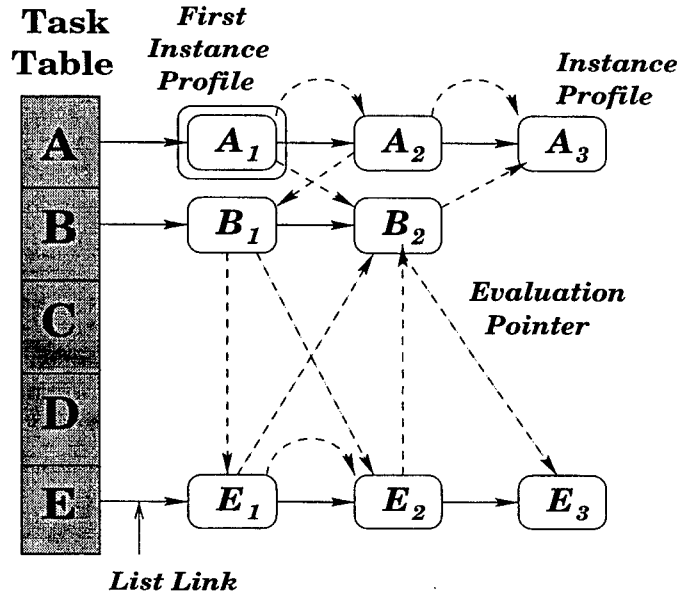 Task
Table
First
Instance
Profile
Instance
Profile
A
A1
A2
A3
B
B1
B2
C
Evaluation
Pointer
D
E
E1
E2
E3
List Link